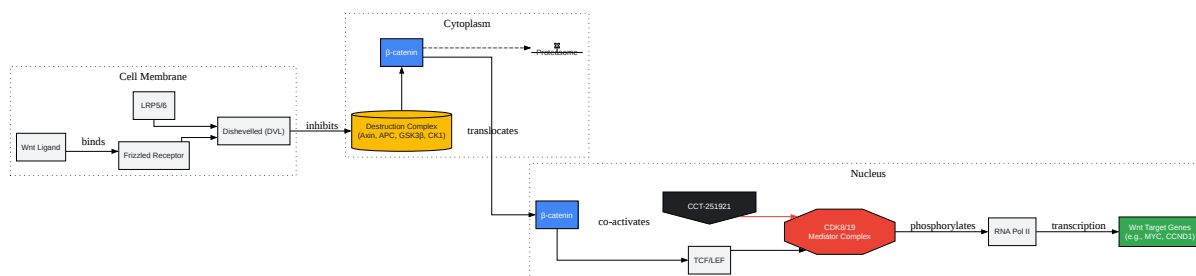 Cytoplasm
β-catenin
Proteasome
Cell Membrane
LRP5/6
Dishevelled (DVL)
inhibits
Destruction Complex
(Axin, APC, GSK3β, CK1)
translocates
Wnt Ligand
binds
Frizzled Receptor
Nucleus
CCT-251921
β-catenin
co-activates
CDK8/19
Mediator Complex
phosphorylates
RNA Pol II
transcription
Wnt Target Genes
(e.g., MYC, CCND1)
TCF/LEF